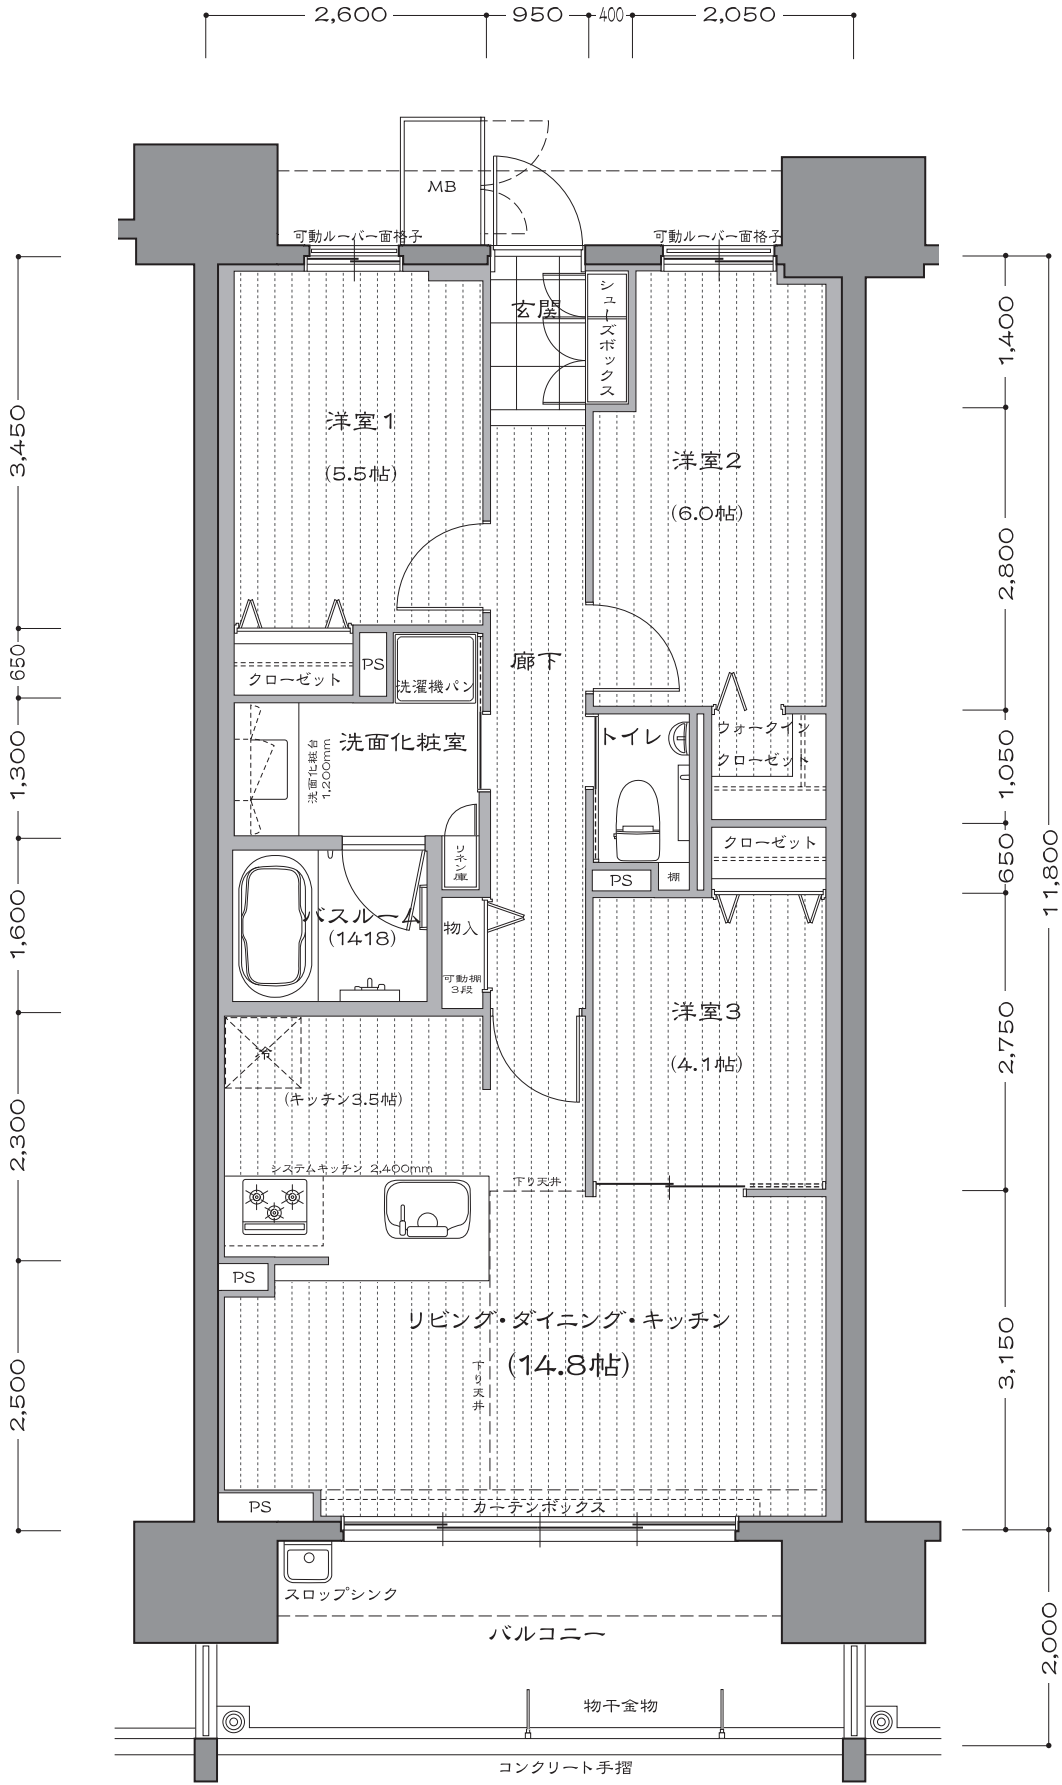 2,600
950
400
2,050
MB
可動ルーバー面格子
可動ルーバー面格子
玄関
シューズボックス
1,400
3,450
洋室1
(5.5帖)
洋室2
(6.0帖)
2,800
650
クローゼット
PS
洗濯機パン
廊下
1,300
洗面化粧台
1,200mm
洗面化粧室
トイレ
ウォークイン
クローゼット
1,050
リネン庫
クローゼット
650
PS
棚
11,800
1,600
バスルーム
(1418)
物入
可動棚
3段
洋室3
(4.1帖)
2,750
冷
(キッチン3.5帖)
2,300
システムキッチン 2,400mm
下り天井
PS
リビング・ダイニング・キッチン
(14.8帖)
下り天井
3,150
2,500
PS
カーテンボックス
スロップシンク
バルコニー
2,000
物干金物
コンクリート手摺